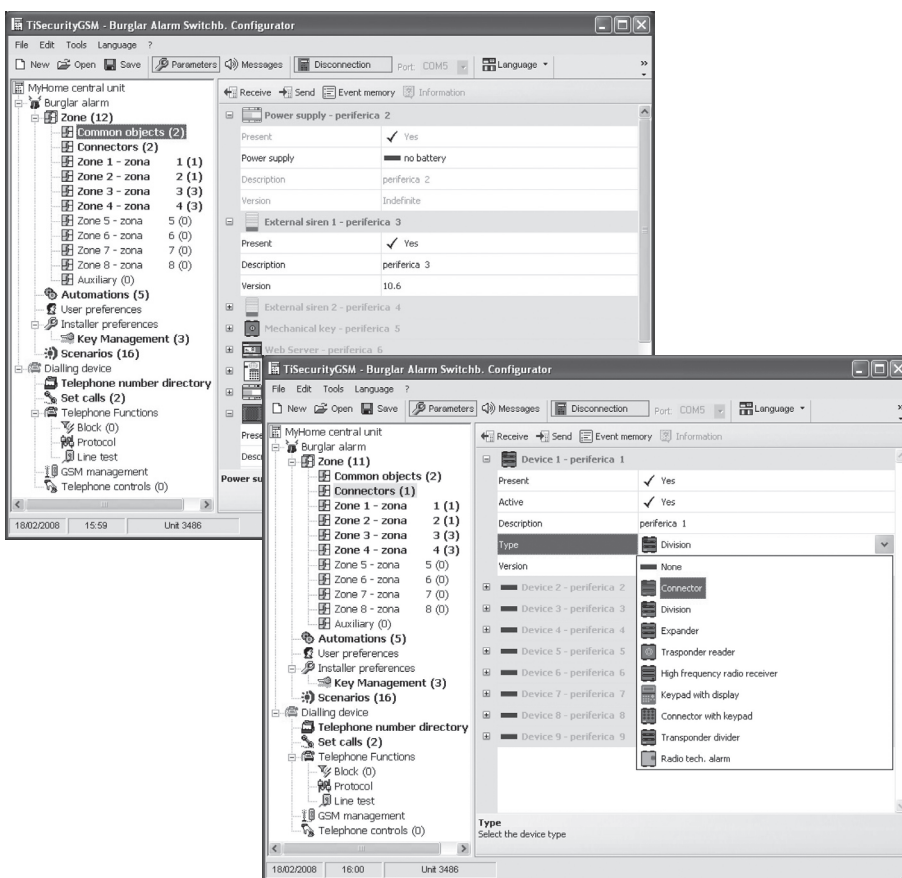 TiSecurityGSM - Burglar Alarm Switchb. Configurator
File Edit Tools Language ?
New Open Save Parameters Messages Disconnection Port: COM5 Language »
MyHome central unit
Burglar alarm
Zone (12)
Common objects (2)
Connectors (2)
Zone 1 - zona 1 (1)
Zone 2 - zona 2 (1)
Zone 3 - zona 3 (3)
Zone 4 - zona 4 (3)
Zone 5 - zona 5 (0)
Zone 6 - zona 6 (0)
Zone 7 - zona 7 (0)
Zone 8 - zona 8 (0)
Auxiliary (0)
Automations (5)
User preferences
Installer preferences
Key Management (3)
Scenarios (16)
Dialling device
Telephone number directory
Set calls (2)
Telephone Functions
Block (0)
Protocol
Line test
GSM management
Telephone controls (0)
18/02/2008 15:59 Unit 3486
Receive Send Event memory Information
Power supply - periferica 2
Present Yes
Power supply no battery
Description periferica 2
Version Indefinite
External siren 1 - periferica 3
Present Yes
Description periferica 3
Version 10.6
External siren 2 - periferica 4
Mechanical key - periferica 5
Web Server - periferica 6
Prese
Descr
Power su
TiSecurityGSM - Burglar Alarm Switchb. Configurator
File Edit Tools Language ?
New Open Save Parameters Messages Disconnection Port: COM5 Language
MyHome central unit
Burglar alarm
Zone (11)
Common objects (2)
Connectors (1)
Zone 1 - zona 1 (1)
Zone 2 - zona 2 (1)
Zone 3 - zona 3 (3)
Zone 4 - zona 4 (3)
Zone 5 - zona 5 (0)
Zone 6 - zona 6 (0)
Zone 7 - zona 7 (0)
Zone 8 - zona 8 (0)
Auxiliary (0)
Automations (5)
User preferences
Installer preferences
Key Management (3)
Scenarios (16)
Dialling device
Telephone number directory
Set calls (2)
Telephone Functions
Block (0)
Protocol
Line test
GSM management
Telephone controls (0)
18/02/2008 16:00 Unit 3486
Receive Send Event memory Information
Device 1 - periferica 1
Present Yes
Active Yes
Description periferica 1
Type Division
Version
Device 2 - periferica 2
Device 3 - periferica 3
Device 4 - periferica 4
Device 5 - periferica 5
Device 6 - periferica 6
Device 7 - periferica 7
Device 8 - periferica 8
Device 9 - periferica 9
None
Connector
Division
Expander
Trasponder reader
High frequency radio receiver
Keypad with display
Connector with keypad
Transponder divider
Radio tech. alarm
Type
Select the device type